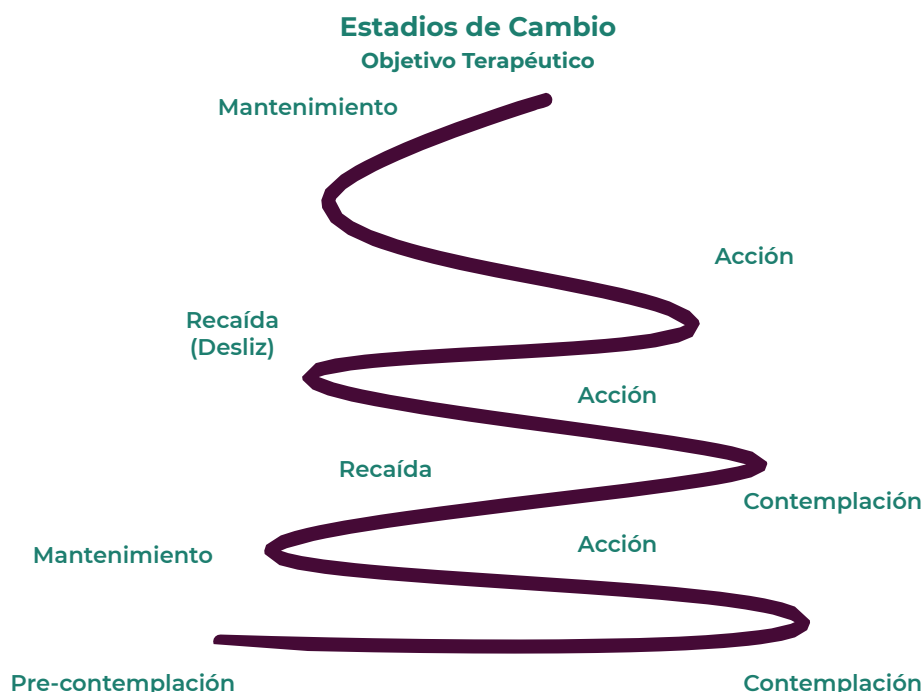 Estadios de Cambio
Objetivo Terapéutico
Mantenimiento
Acción
Recaída
(Desliz)
Acción
Recaída
Contemplación
Acción
Mantenimiento
Pre-contemplación
Contemplación